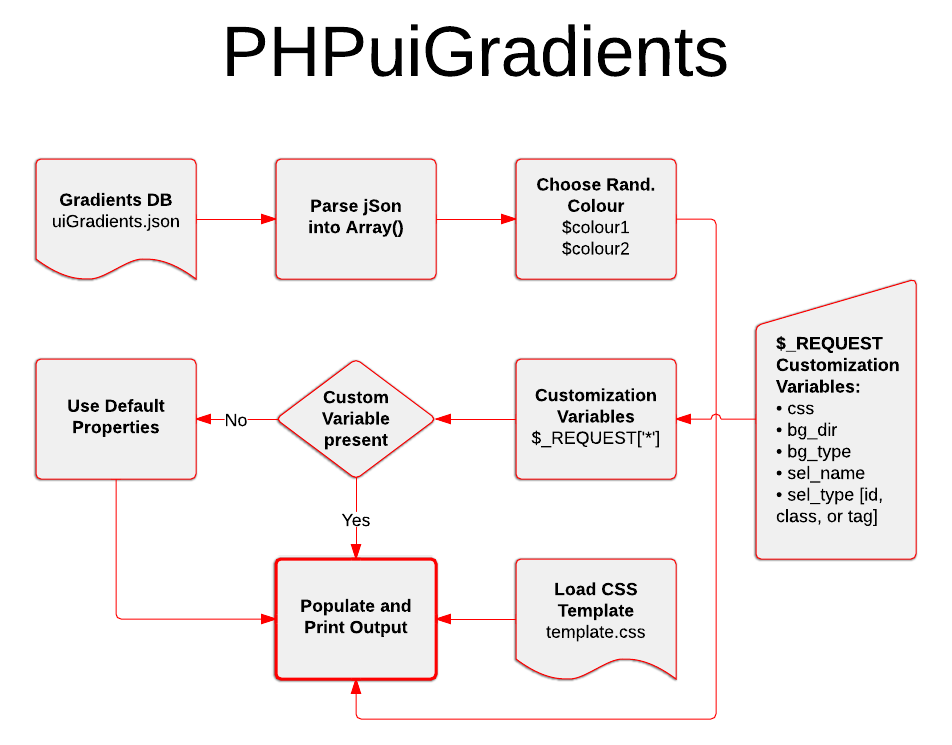 PHPuiGradients
Gradients DB
uiGradients.json
Parse jSon
into Array()
Choose Rand.
Colour
$colour1
$colour2
$_REQUEST
Customization
Variables:
• css
• bg_dir
• bg_type
• sel_name
• sel_type [id,
class, or tag]
Customization
Variables
$_REQUEST['*']
Custom
Variable
present
No
Use Default
Properties
Yes
Populate and
Print Output
Load CSS
Template
template.css